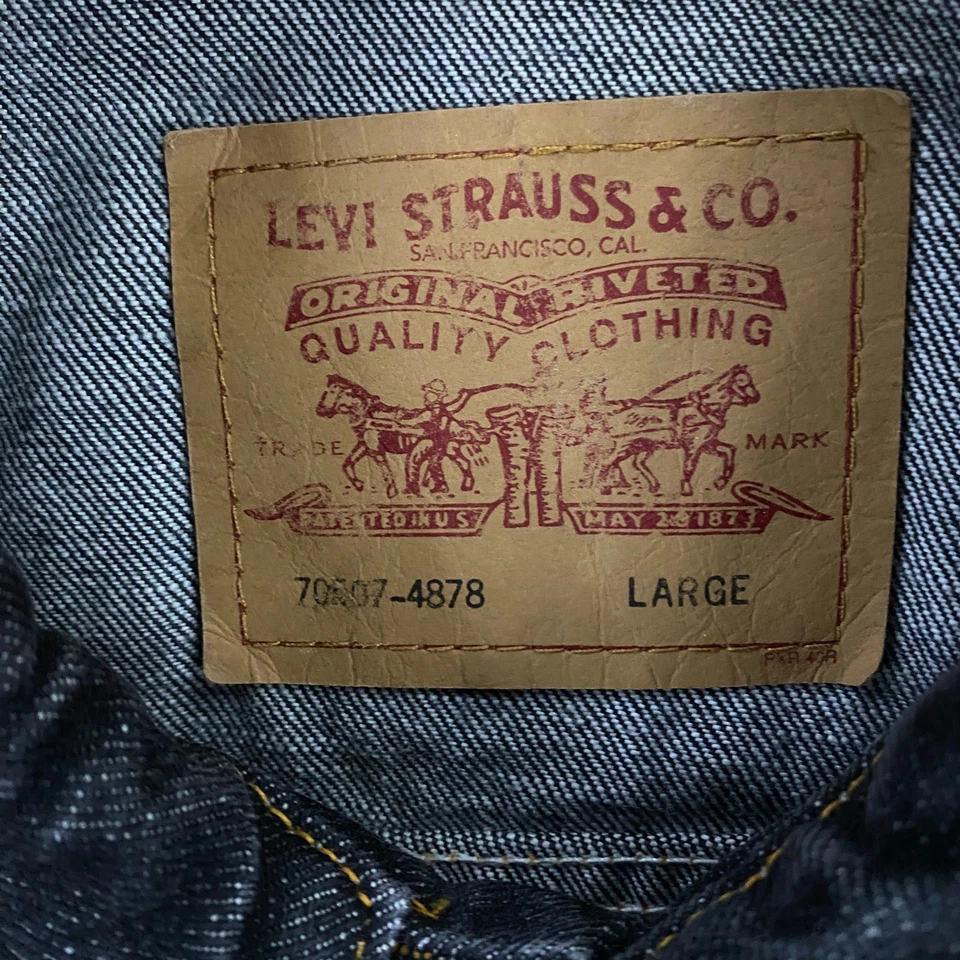 LEVI STRAUSS & CO.
SAN FRANCISCO, CAL.
ORIGINAL RIVETED
QUALITY CLOTHING
TRADE MARK
PATENTED IN U S MAY 20 1873
70507-4878 LARGE